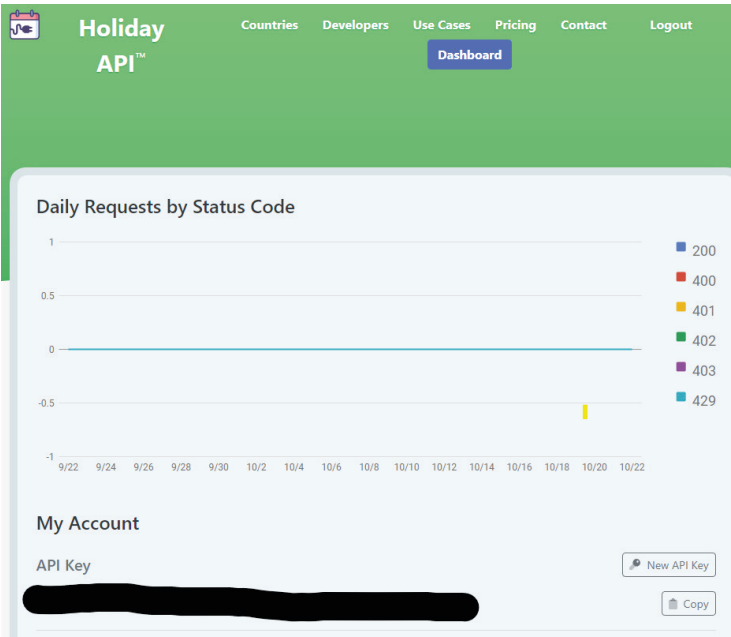 Holiday
API™
Countries Developers Use Cases Pricing Contact Logout
Dashboard
Daily Requests by Status Code
1
0.5
0
-0.5
-1
9/22 9/24 9/26 9/28 9/30 10/2 10/4 10/6 10/8 10/10 10/12 10/14 10/16 10/18 10/20 10/22
200
400
401
402
403
429
My Account
API Key
New API Key
Copy